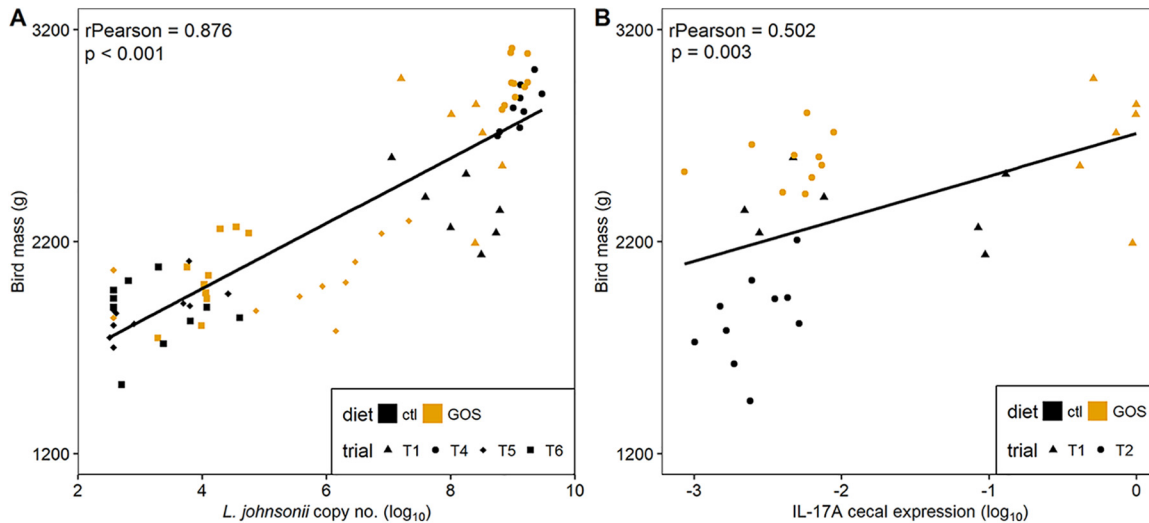 A
rPearson = 0.876
p < 0.001
3200
2200
1200
Bird mass (g)
diet ctl GOS
trial T1 T4 T5 T6
2 4 6 8 10
L. johnsonii copy no. (log10)
B
rPearson = 0.502
p = 0.003
3200
2200
1200
Bird mass (g)
diet ctl GOS
trial T1 T2
-3 -2 -1 0
IL-17A cecal expression (log10)